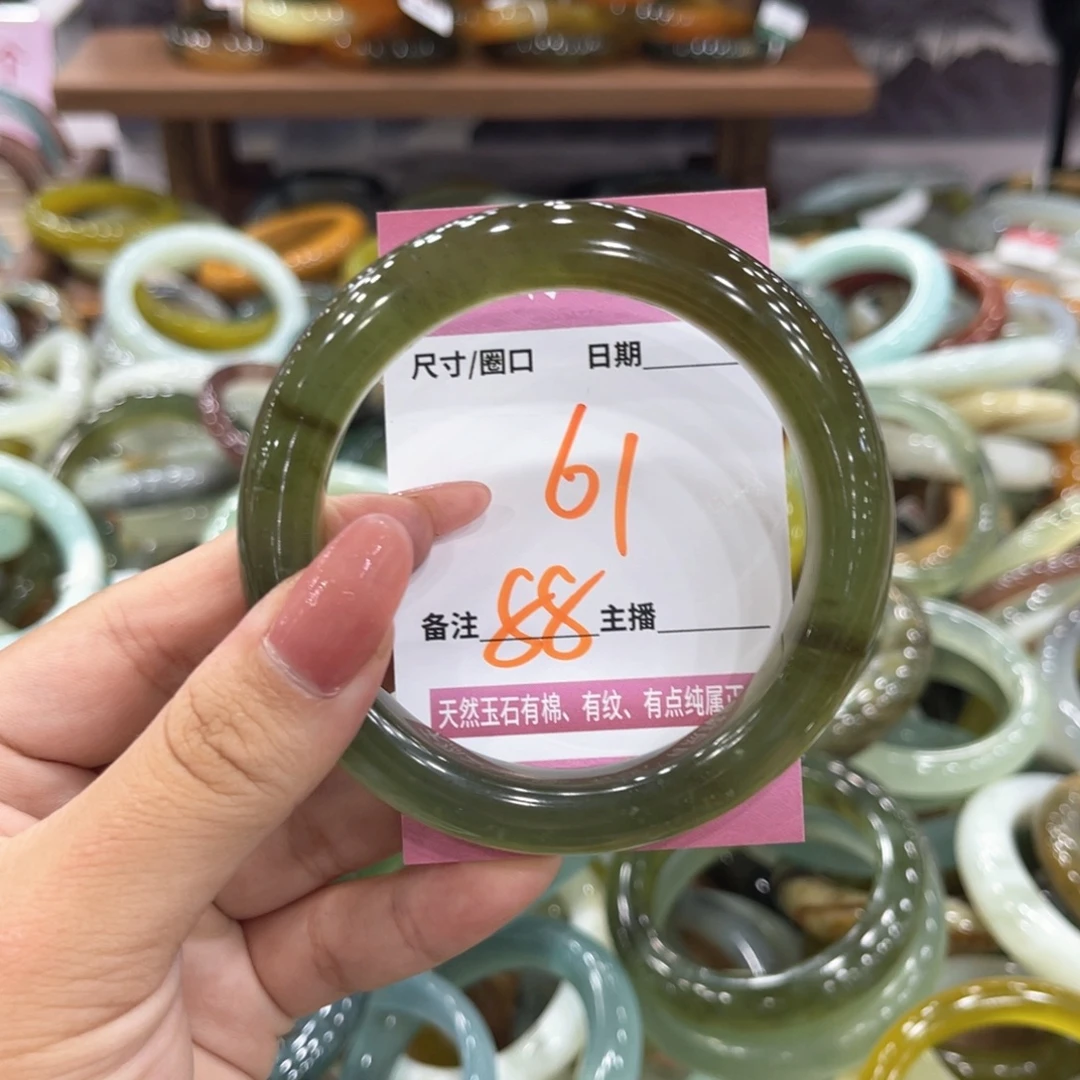 尺寸/圈口 日期
61
备注 88 主播
天然玉石有棉、有纹、有点纯属正